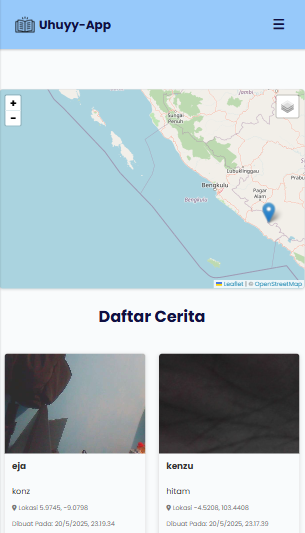 Uhuyy-App
☰
+
−
Jambi
Sungai
Penuh
Lubuklinggau
Bengkulu
Prabu
Pagar
Alam
Bengkulu
Leaflet | © OpenStreetMap
Daftar Cerita
eja
konz
Lokasi 5.9745, -9.0798
Dibuat Pada: 20/5/2025, 23.19.34
kenzu
hitam
Lokasi -4.5208, 103.4408
Dibuat Pada: 20/5/2025, 23.17.39